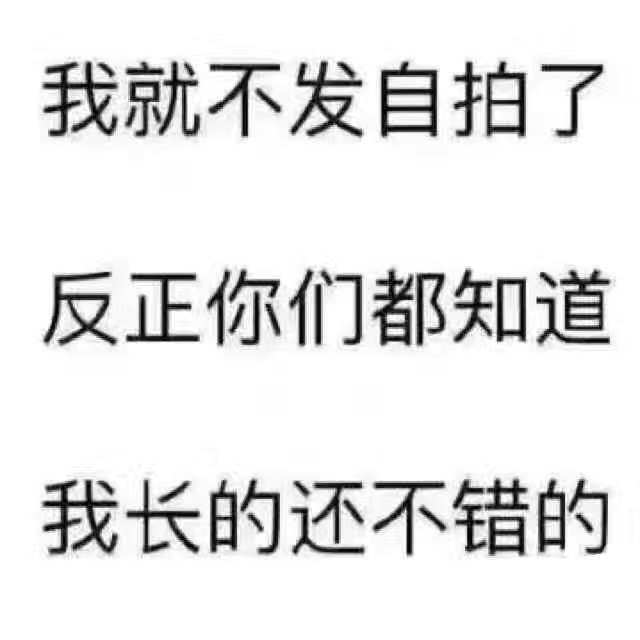 我就不发自拍了
反正你们都知道
我长的还不错的